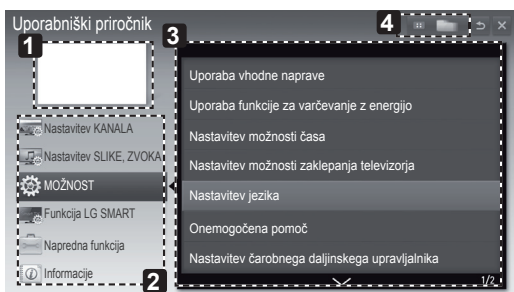 Uporabniški priročnik
4
1
3
Uporaba vhodne naprave
Uporaba funkcije za varčevanje z energijo
Nastavitev KANALA
Nastavitev možnosti časa
Nastavitev SLIKE, ZVOKA
Nastavitev možnosti zaklepanja televizorja
MOŽNOST
Nastavitev jezika
Funkcija LG SMART
Onemogočena pomoč
Napredna funkcija
Nastavitev čarobnega daljinskega upravljalnika
Informacije
2
1/2